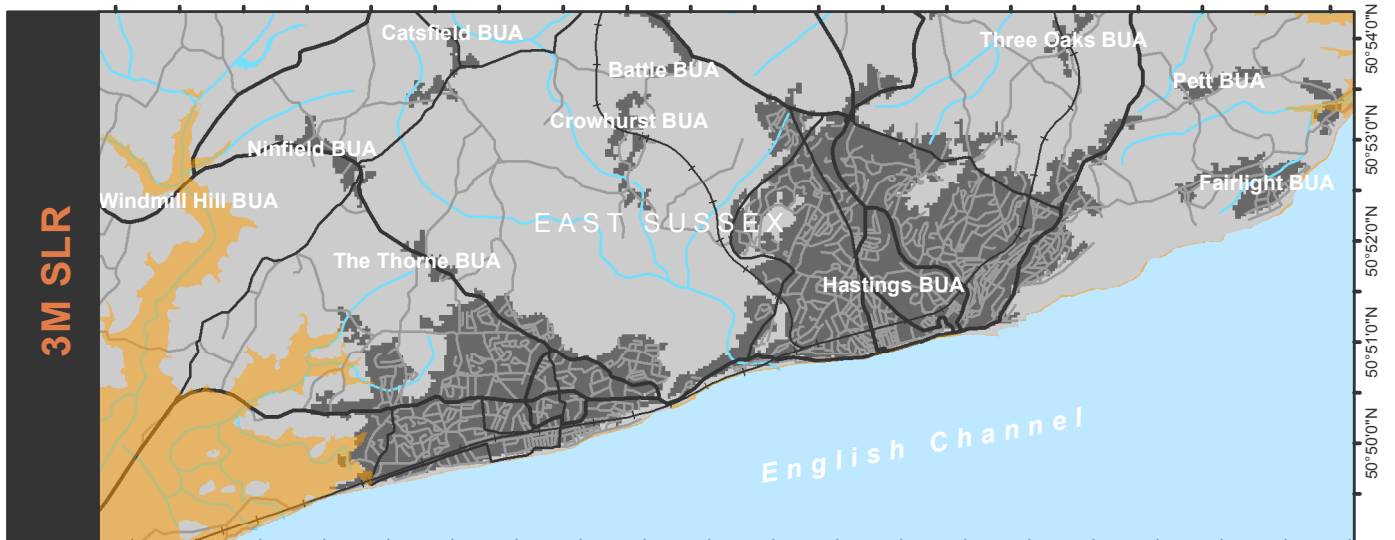 3M SLR
Catsfield BUA
Three Oaks BUA
Battle BUA
Pett BUA
Crowhurst BUA
Ninfield BUA
Fairlight BUA
Windmill Hill BUA
EAST SUSSEX
The Thorne BUA
Hastings BUA
English Channel
50°54'0"N
50°53'0"N
50°52'0"N
50°51'0"N
50°50'0"N